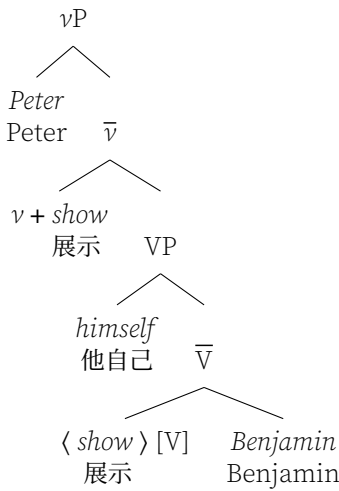 vP
Peter
Peter v̅
v + show
展示 VP
himself
他自己 V̅
⟨ show ⟩ [V] Benjamin
展示 Benjamin